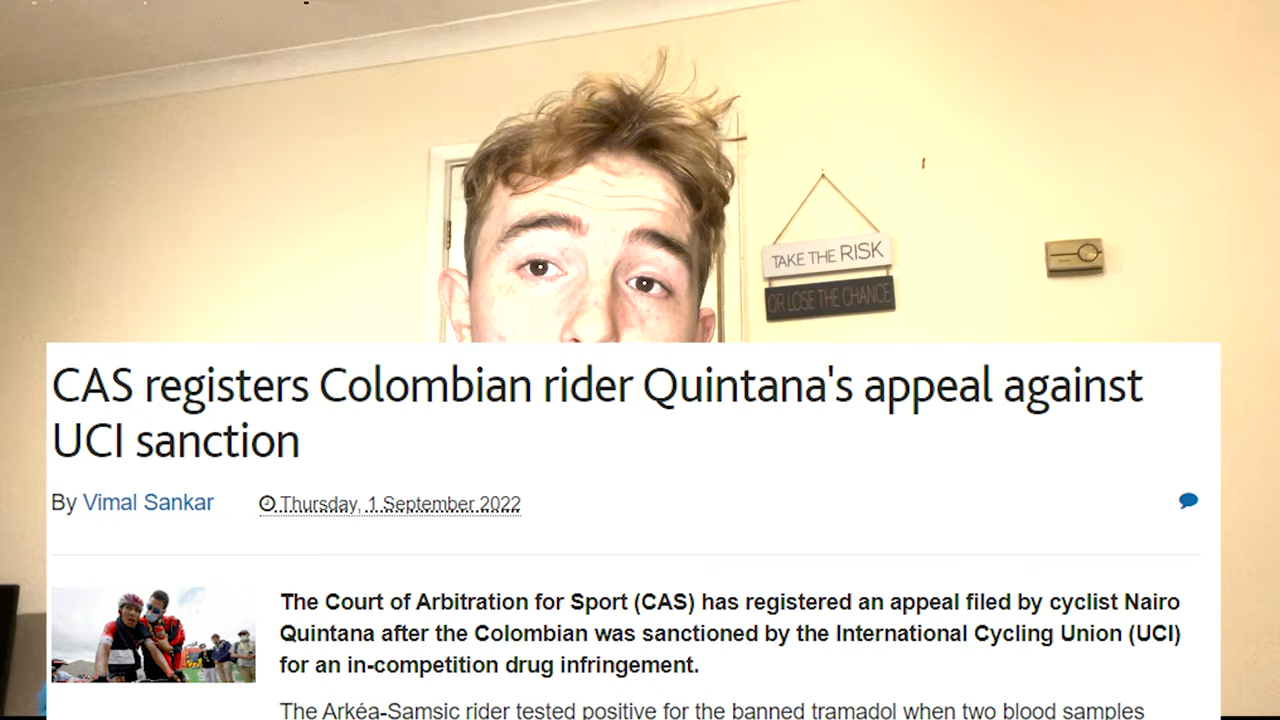 TAKE THE RISK
OR LOSE THE CHANCE
CAS registers Colombian rider Quintana's appeal against
UCI sanction
By Vimal Sankar Thursday, 1 September 2022
The Court of Arbitration for Sport (CAS) has registered an appeal filed by cyclist Nairo
Quintana after the Colombian was sanctioned by the International Cycling Union (UCI)
for an in-competition drug infringement.
The Arkéa-Samsic rider tested positive for the banned tramadol when two blood samples